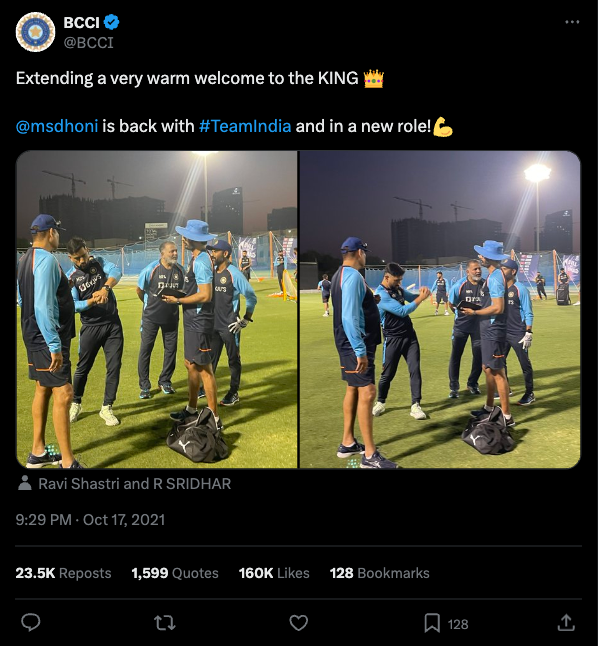 BCCI
@BCCI
Extending a very warm welcome to the KING 👑
@msdhoni is back with #TeamIndia and in a new role!💪
Ravi Shastri and R SRIDHAR
9:29 PM · Oct 17, 2021
23.5K Reposts 1,599 Quotes 160K Likes 128 Bookmarks
128